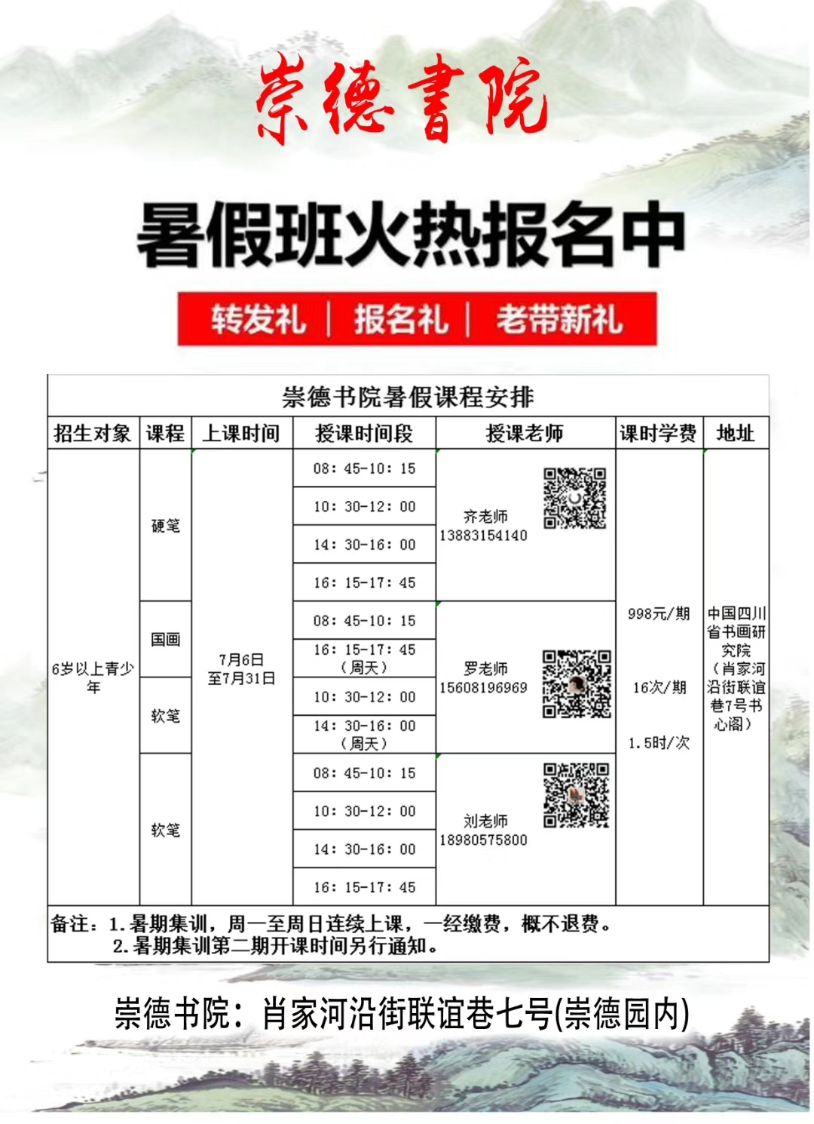 崇德書院
暑假班火热报名中
转发礼｜报名礼｜老带新礼
崇德书院暑假课程安排
招生对象 课程 上课时间 授课时间段 授课老师 课时学费 地址
6岁以上青少
年
硬笔
国画
软笔
软笔
7月6日
至7月31日
08：45-10：15
10：30-12：00
14：30-16：00
16：15-17：45
08：45-10：15
16：15-17：45
（周天）
10：30-12：00
14：30-16：00
（周天）
08：45-10：15
10：30-12：00
14：30-16：00
16：15-17：45
齐老师
13883154140
罗老师
15608196969
刘老师
18980575800
998元/期
16次/期
1.5时/次
中国四川
省书画研
究院
（肖家河
沿街联谊
巷7号书
心阁）
备注：1.暑期集训，周一至周日连续上课，一经缴费，概不退费。
2.暑期集训第二期开课时间另行通知。
崇德书院：肖家河沿街联谊巷七号(崇德园内)